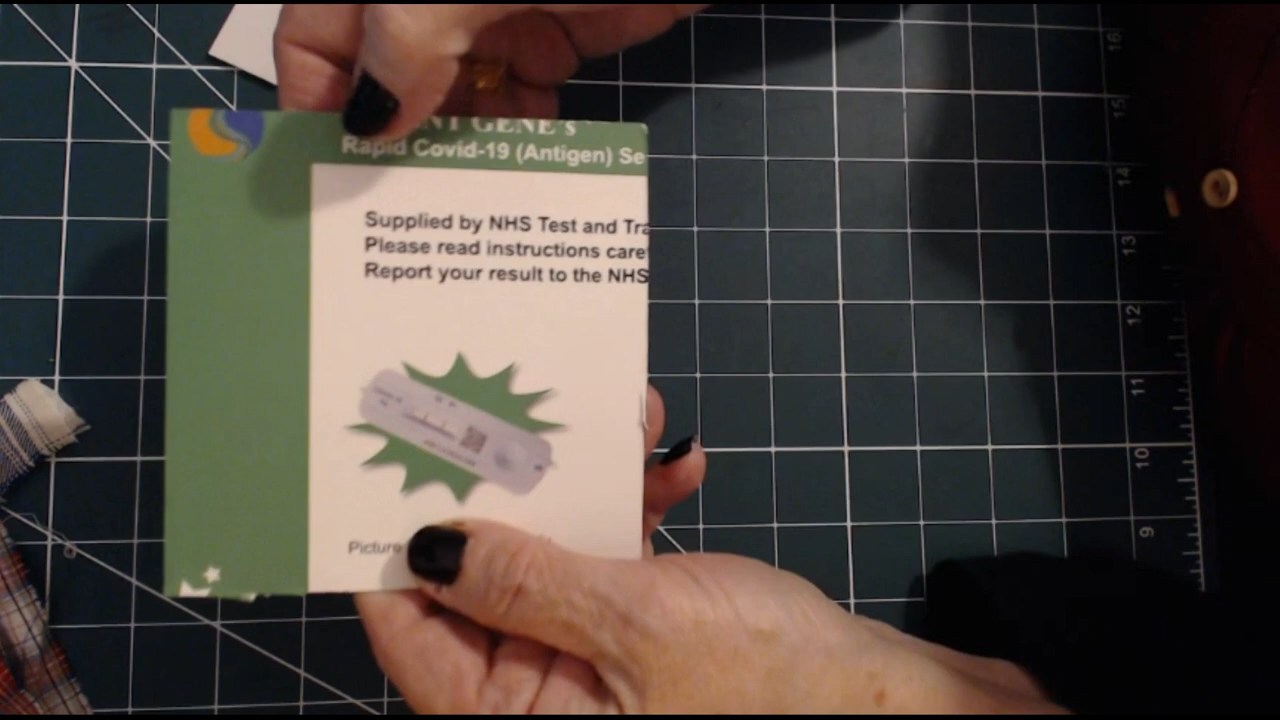 GENE's
Rapid Covid-19 (Antigen) Se
Supplied by NHS Test and Tra
Please read instructions care
Report your result to the NHS
Picture
16
15
14
13
12
11
10
9